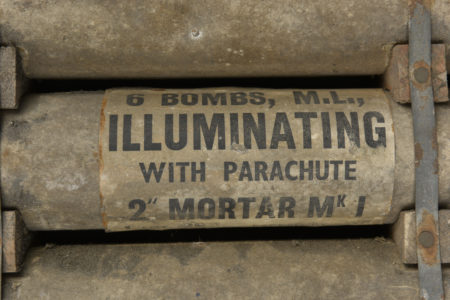 6 BOMBS, M.L.,
ILLUMINATING
WITH PARACHUTE
2" MORTAR MK I